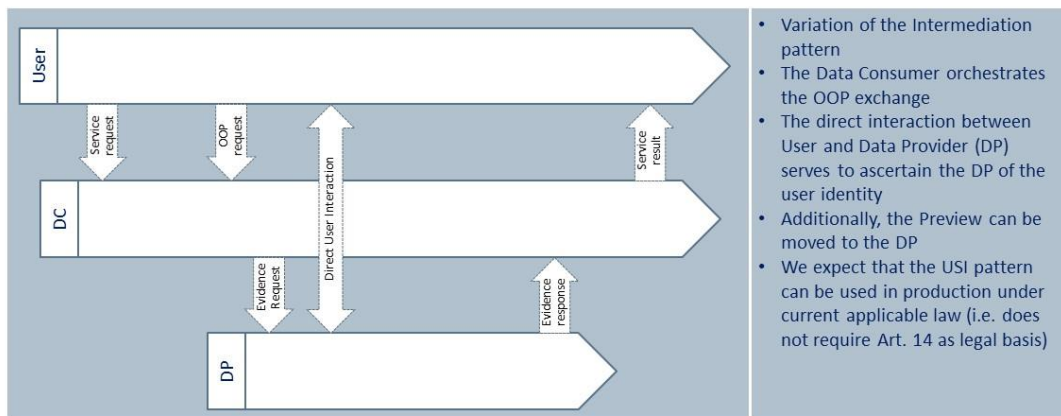 User
Service
request
OOP
request
Direct User Interaction
Service
result
DC
Evidence
Request
Evidence
response
DP
• Variation of the Intermediation
pattern
• The Data Consumer orchestrates
the OOP exchange
• The direct interaction between
User and Data Provider (DP)
serves to ascertain the DP of the
user identity
• Additionally, the Preview can be
moved to the DP
• We expect that the USI pattern
can be used in production under
current applicable law (i.e. does
not require Art. 14 as legal basis)